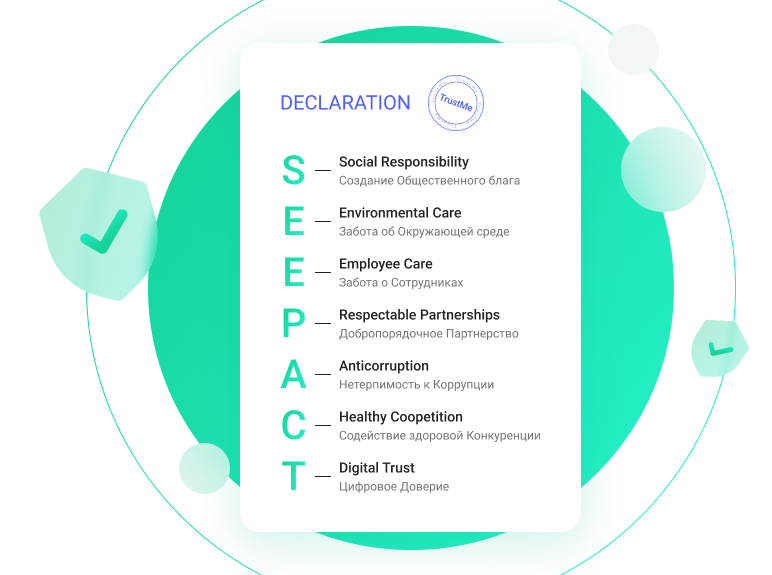 DECLARATION
TrustMe
S
Social Responsibility
Создание Общественного блага
E
Environmental Care
Забота об Окружающей среде
E
Employee Care
Забота о Сотрудниках
P
Respectable Partnerships
Добропорядочное Партнерство
A
Anticorruption
Нетерпимость к Коррупции
C
Healthy Coopetition
Содействие здоровой Конкуренции
T
Digital Trust
Цифровое Доверие